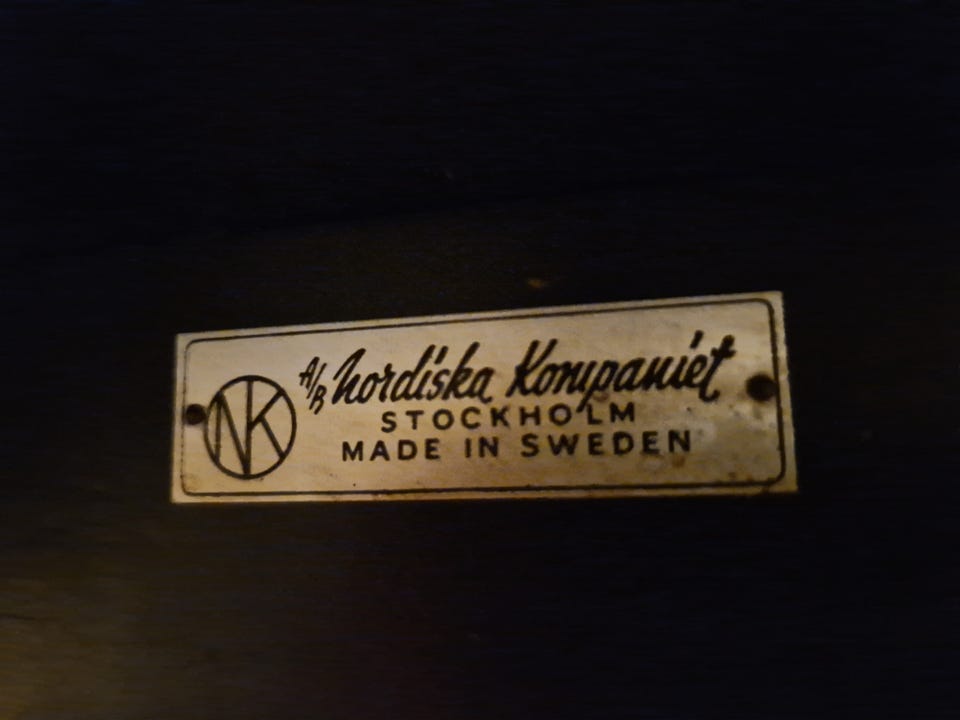 NK
A/B Nordiska Kompaniet
STOCKHOLM
MADE IN SWEDEN